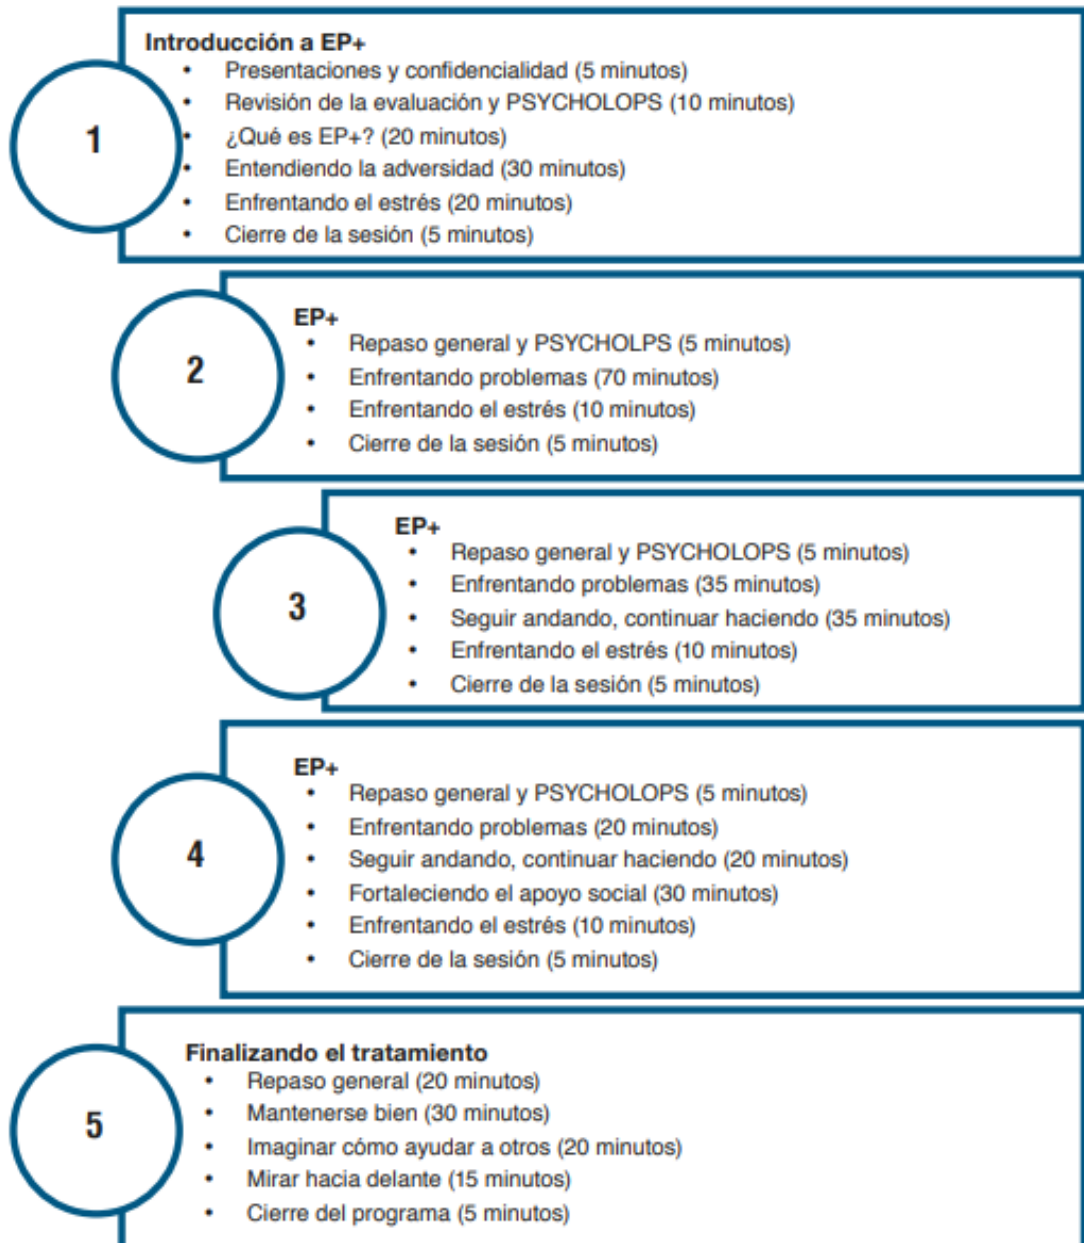 1
Introducción a EP+
• Presentaciones y confidencialidad (5 minutos)
• Revisión de la evaluación y PSYCHOLOPS (10 minutos)
• ¿Qué es EP+? (20 minutos)
• Entendiendo la adversidad (30 minutos)
• Enfrentando el estrés (20 minutos)
• Cierre de la sesión (5 minutos)
2
EP+
• Repaso general y PSYCHOLPS (5 minutos)
• Enfrentando problemas (70 minutos)
• Enfrentando el estrés (10 minutos)
• Cierre de la sesión (5 minutos)
3
EP+
• Repaso general y PSYCHOLOPS (5 minutos)
• Enfrentando problemas (35 minutos)
• Seguir andando, continuar haciendo (35 minutos)
• Enfrentando el estrés (10 minutos)
• Cierre de la sesión (5 minutos)
4
EP+
• Repaso general y PSYCHOLOPS (5 minutos)
• Enfrentando problemas (20 minutos)
• Seguir andando, continuar haciendo (20 minutos)
• Fortaleciendo el apoyo social (30 minutos)
• Enfrentando el estrés (10 minutos)
• Cierre de la sesión (5 minutos)
5
Finalizando el tratamiento
• Repaso general (20 minutos)
• Mantenerse bien (30 minutos)
• Imaginar cómo ayudar a otros (20 minutos)
• Mirar hacia delante (15 minutos)
• Cierre del programa (5 minutos)